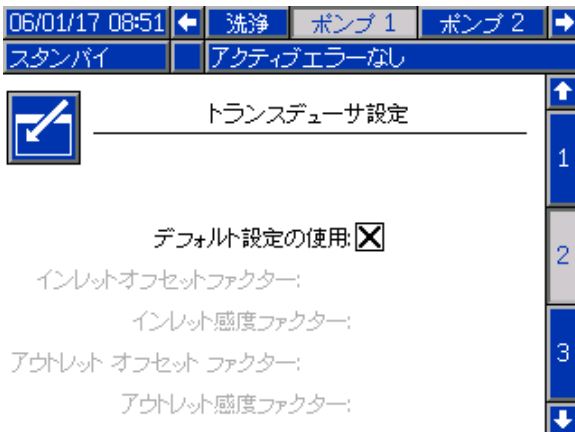 06/01/17 08:51 洗浄 ポンプ 1 ポンプ 2
スタンバイ アクティブエラーなし
トランスデューサ設定
1
デフォルト設定の使用:
2
インレットオフセットファクター:
インレット感度ファクター:
3
アウトレット オフセット ファクター:
アウトレット感度ファクター: